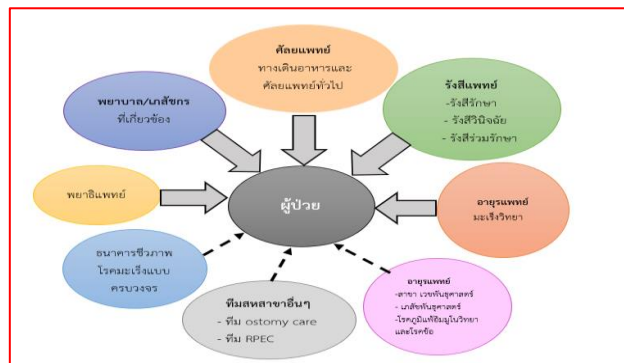 ศัลยแพทย์
ทางเดินอาหารและ
ศัลยแพทย์ทั่วไป
พยาบาล/เภสัชกร
ที่เกี่ยวข้อง
รังสีแพทย์
-รังสีรักษา
- รังสีวินิจฉัย
- รังสีร่วมรักษา
พยาธิแพทย์
ผู้ป่วย
อายุรแพทย์
มะเร็งวิทยา
ธนาคารชีวภาพ
โรคมะเร็งแบบ
ครบวงจร
ทีมสหสาขาอื่นๆ
- ทีม ostomy care
- ทีม RPEC
อายุรแพทย์
-สาขา เวชพันธุศาสตร์
- เภสัชพันธุศาสตร์
-โรคภูมิแพ้อิมมูโนวิทยา
และโรคข้อ